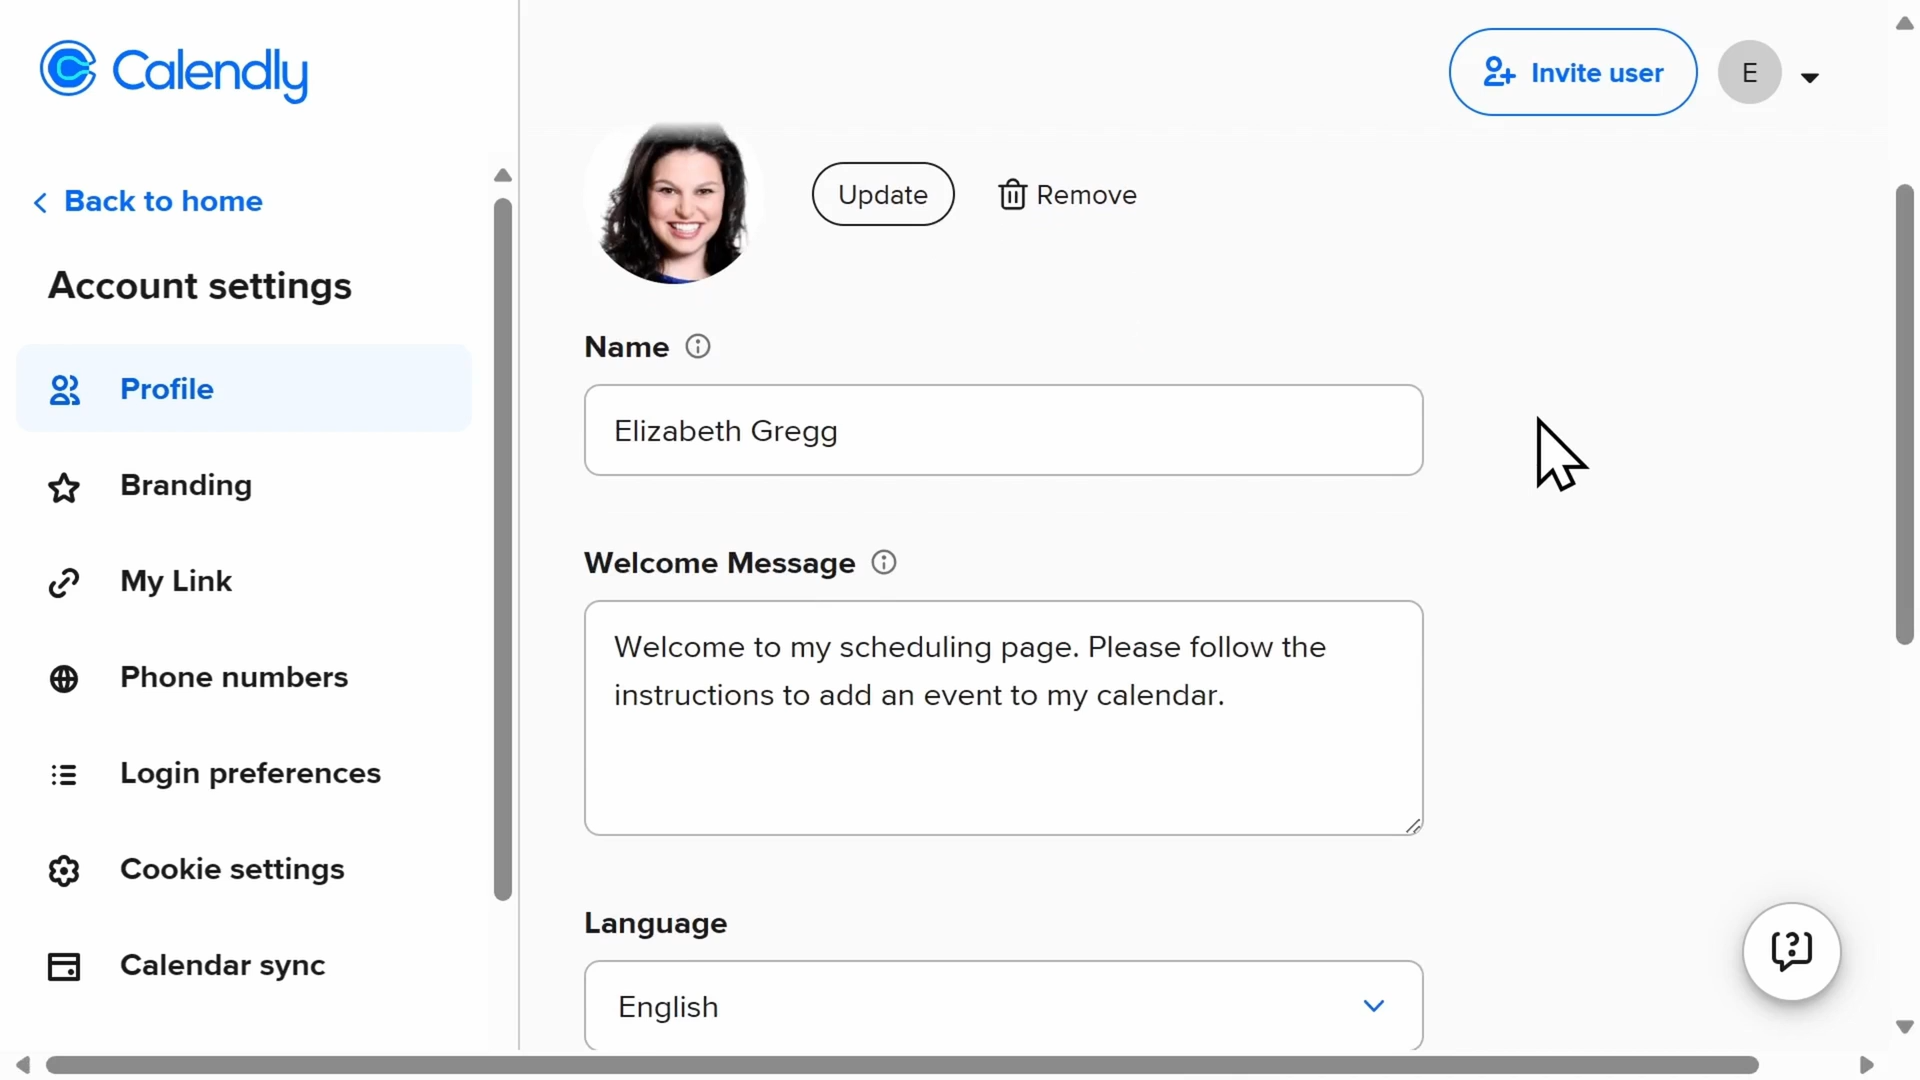 Calendly
Invite user
E
Back to home
Update
Remove
Account settings
Name
Profile
Elizabeth Gregg
Branding
Welcome Message
My Link
Welcome to my scheduling page. Please follow the
instructions to add an event to my calendar.
Phone numbers
Login preferences
Cookie settings
Language
Calendar sync
English